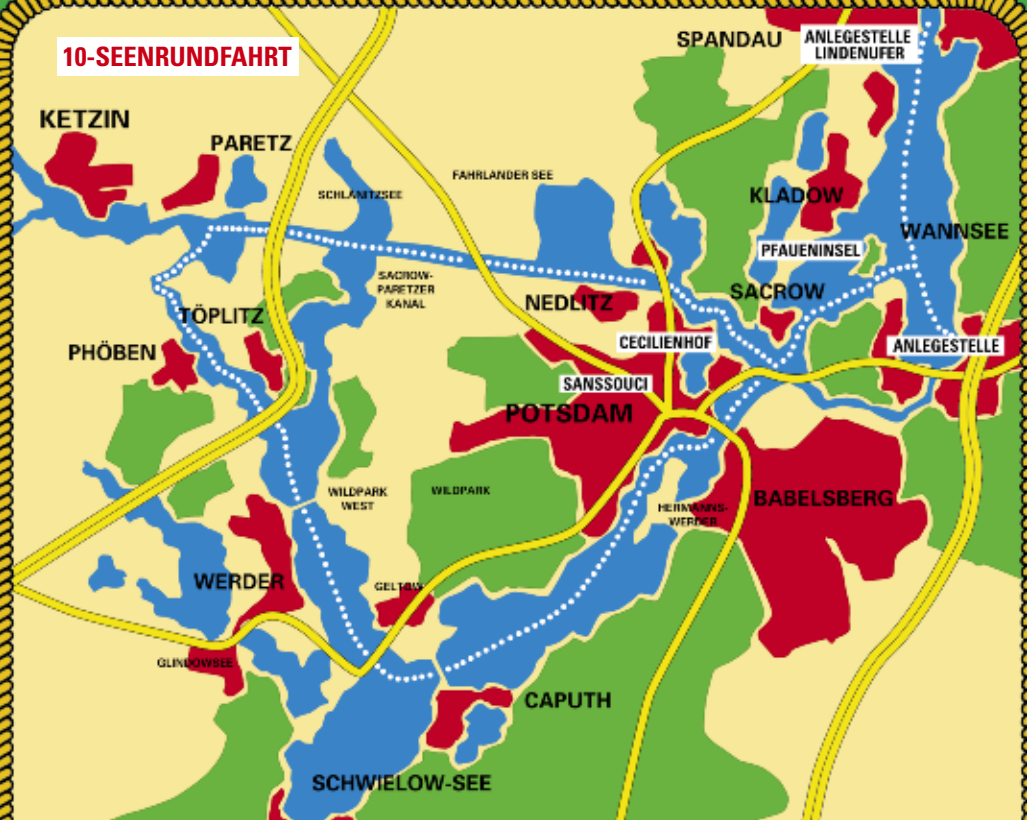 10-SEENRUNDFAHRT
SPANDAU
ANLEGESTELLE
LINDENUFER
KETZIN
PARETZ
SCHLANITZSEE
FAHRLANDER SEE
KLADOW
WANNSEE
PFAUENINSEL
SACROW-
PARETZER
KANAL
SACROW
NEDLITZ
TÖPLITZ
PHÖBEN
CECILIENHOF
ANLEGESTELLE
SANSSOUCI
POTSDAM
WILDPARK
WEST
WILDPARK
BABELSBERG
HERMANNS-
WERDER
WERDER
GELTOW
GLINDOWSEE
CAPUTH
SCHWIELOW-SEE